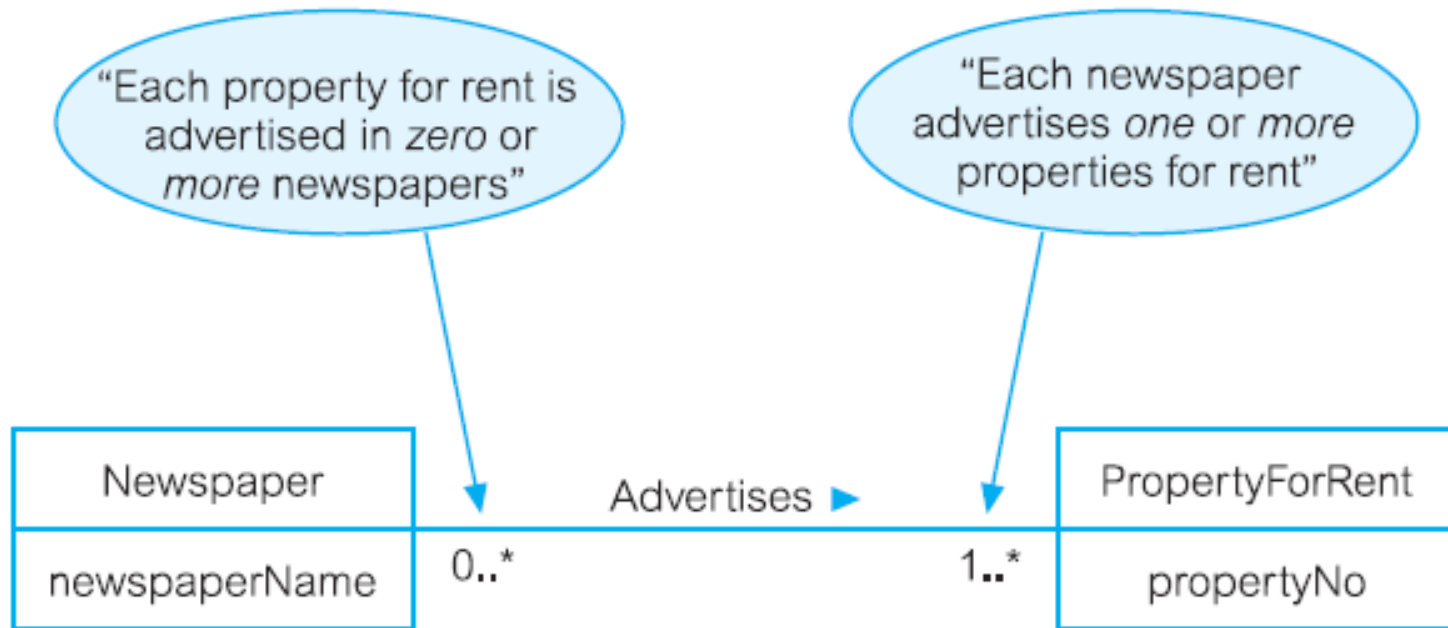 “Each property for rent is
advertised in zero or
more newspapers”
“Each newspaper
advertises one or more
properties for rent”
Newspaper
Advertises ►
PropertyForRent
newspaperName
0..*
1..*
propertyNo